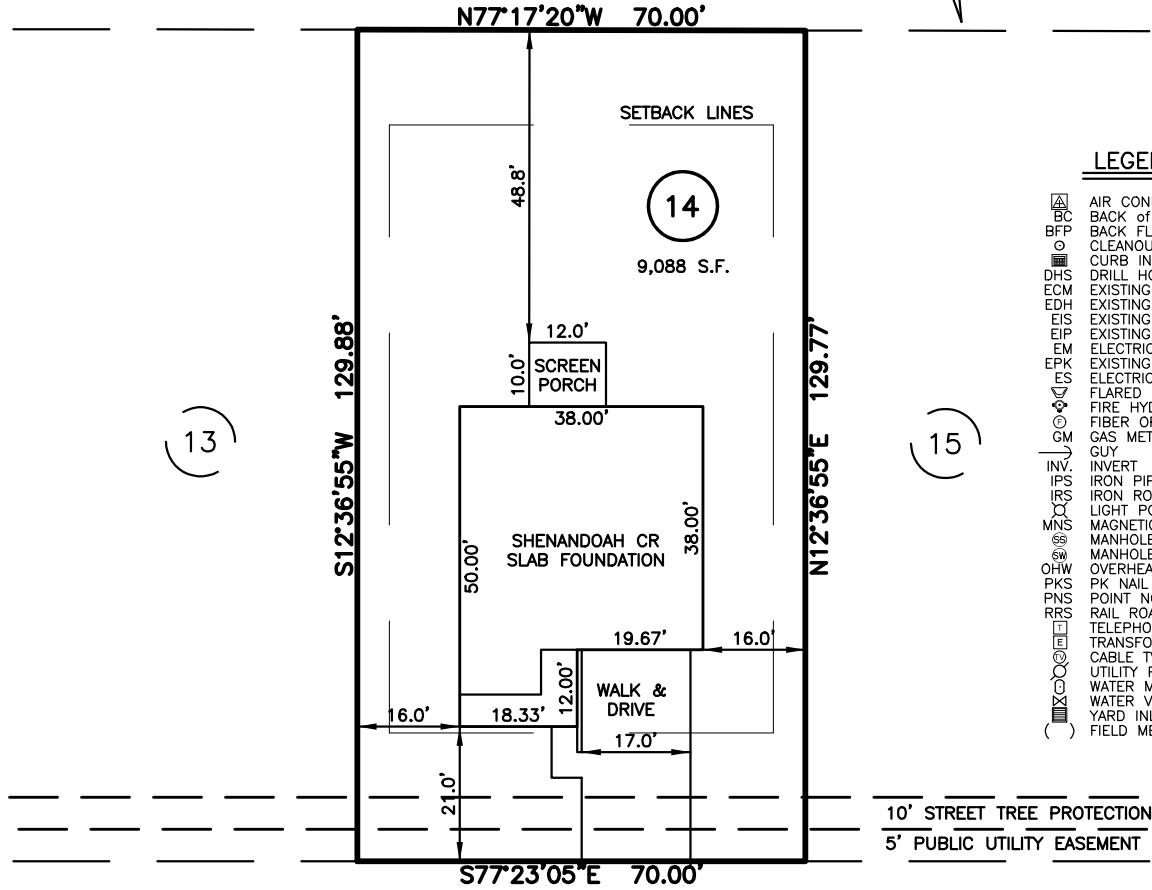 N77°17'20"W 70.00'
SETBACK LINES
48.8'
14
9,088 S.F.
12.0'
10.0'
SCREEN
PORCH
38.00'
S12°36'55"W 129.88'
N12°36'55"E 129.77'
13
15
SHENANDOAH CR
SLAB FOUNDATION
50.00'
38.00'
19.67'
16.0'
12.00'
WALK &
DRIVE
16.0'
18.33'
17.0'
21.0'
10' STREET TREE PROTECTION
5' PUBLIC UTILITY EASEMENT
S77°23'05"E 70.00'
LEGE
AIR CON
BC BACK of
BFP BACK FL
CLEANOU
CURB IN
DHS DRILL HO
ECM EXISTING
EDH EXISTING
EIS EXISTING
EIP EXISTING
EM ELECTRIC
EPK EXISTING
ES ELECTRIC
FLARED
FIRE HYD
F FIBER OP
GM GAS MET
GUY
INV. INVERT
IPS IRON PIP
IRS IRON RO
LIGHT PO
MNS MAGNETIC
SS MANHOLE
SW MANHOLE
OHW OVERHEA
PKS PK NAIL
PNS POINT NO
RRS RAIL ROA
T TELEPHO
E TRANSFO
TV CABLE T
UTILITY P
WATER M
WATER V
YARD INL
( ) FIELD ME